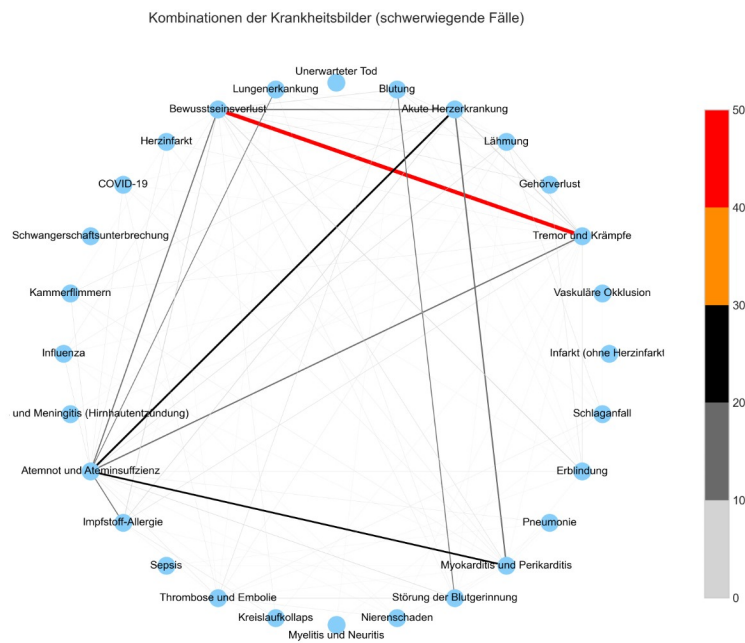 Kombinationen der Krankheitsbilder (schwerwiegende Fälle)
Unerwarteter Tod
Lungenerkankung
Blutung
Bewusstseinsverlust
Akute Herzerkrankung
Herzinfarkt
Lähmung
COVID-19
Gehörverlust
Schwangerschaftsunterbrechung
Tremor und Krämpfe
Kammerflimmern
Vaskuläre Okklusion
Influenza
Infarkt (ohne Herzinfarkt
und Meningitis (Hirnhautentzündung)
Schlaganfall
Atemnot und Ateminsuffizienz
Erblindung
Impfstoff-Allergie
Pneumonie
Sepsis
Myokarditis und Perikarditis
Thrombose und Embolie
Störung der Blutgerinnung
Kreislaufkollaps
Nierenschaden
Myelitis und Neuritis
50
40
30
20
10
0